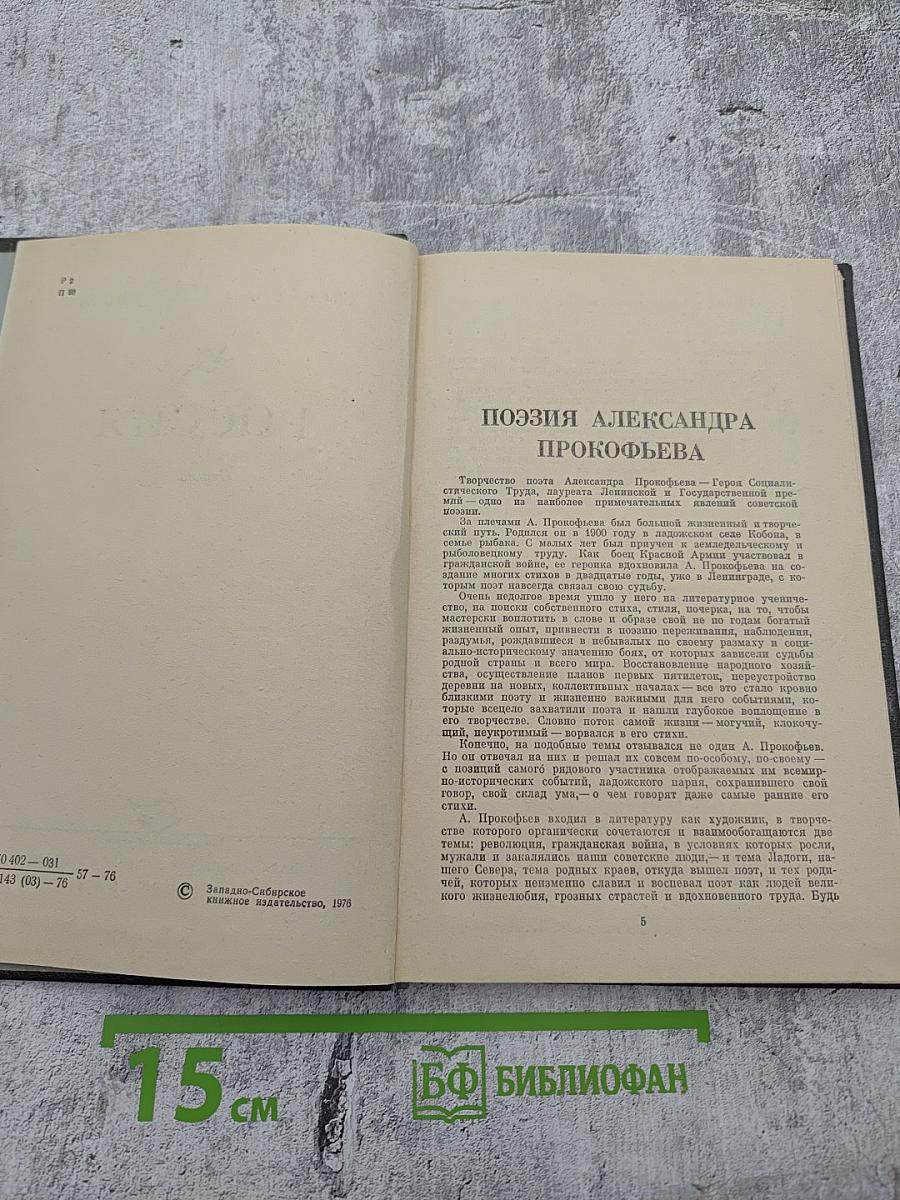 Р 2
П 80
70 402 — 031
143 (03) — 76
57 — 76
© Западно-Сибирское
книжное издательство, 1976
ПОЭЗИЯ АЛЕКСАНДРА
ПРОКОФЬЕВА
Творчество поэта Александра Прокофьева — Героя Социали-
стического Труда, лауреата Ленинской и Государственной пре-
мий — одно из наиболее примечательных явлений советской
поэзии.
За плечами А. Прокофьева был большой жизненный и творче-
ский путь. Родился он в 1900 году в ладожском селе Кобона, в
семье рыбака. С малых лет был приучен к земледельческому и
рыболовецкому труду. Как боец Красной Армии участвовал в
гражданской войне, ее героика вдохновила А. Прокофьева на со-
здание многих стихов в двадцатые годы, уже в Ленинграде, с ко-
торым поэт навсегда связал свою судьбу.
Очень недолгое время ушло у него на литературное ученичe-
ство, на поиски собственного стиха, стиля, почерка, на то, чтобы
мастерски воплотить в слове и образе свой не по годам богатый
жизненный опыт, привнести в поэзию переживания, наблюдения,
раздумья, рождавшиеся в небывалых по своему размаху и соци-
ально-историческому значению боях, от которых зависели судьбы
родной страны и всего мира. Восстановление народного хозяй-
ства, осуществление планов первых пятилеток, переустройство
деревни на новых, коллективных началах — все это стало кровно
близкими поэту и жизненно важными для него событиями, ко-
торые всецело захватили поэта и нашли глубокое воплощение в
его творчестве. Словно поток самой жизни — могучий, клокочу-
щий, неукротимый — ворвался в его стихи.
Конечно, на подобные темы отзывался не один А. Прокофьев.
Но он отвечал на них и решал их совсем по-особому, по-своему —
с позиций самого́ рядового участника отображаемых им всемир-
но-исторических событий, ладожского парня, сохранившего свой
говор, свой склад ума,— о чем говорят даже самые ранние его
стихи.
А. Прокофьев входил в литературу как художник, в творче-
стве которого органически сочетаются и взаимообогащаются две
темы: революция, гражданская война, в условиях которых росли,
мужали и закалялись наши советские люди,— и тема Ладоги, на-
шего Севера, тема родных краев, откуда вышел поэт, и тех роди-
чей, которых неизменно славил и воспевал поэт как людей вели-
кого жизнелюбия, грозных страстей и вдохновенного труда. Будь
5
15 см
БФ БИБЛИОФАН